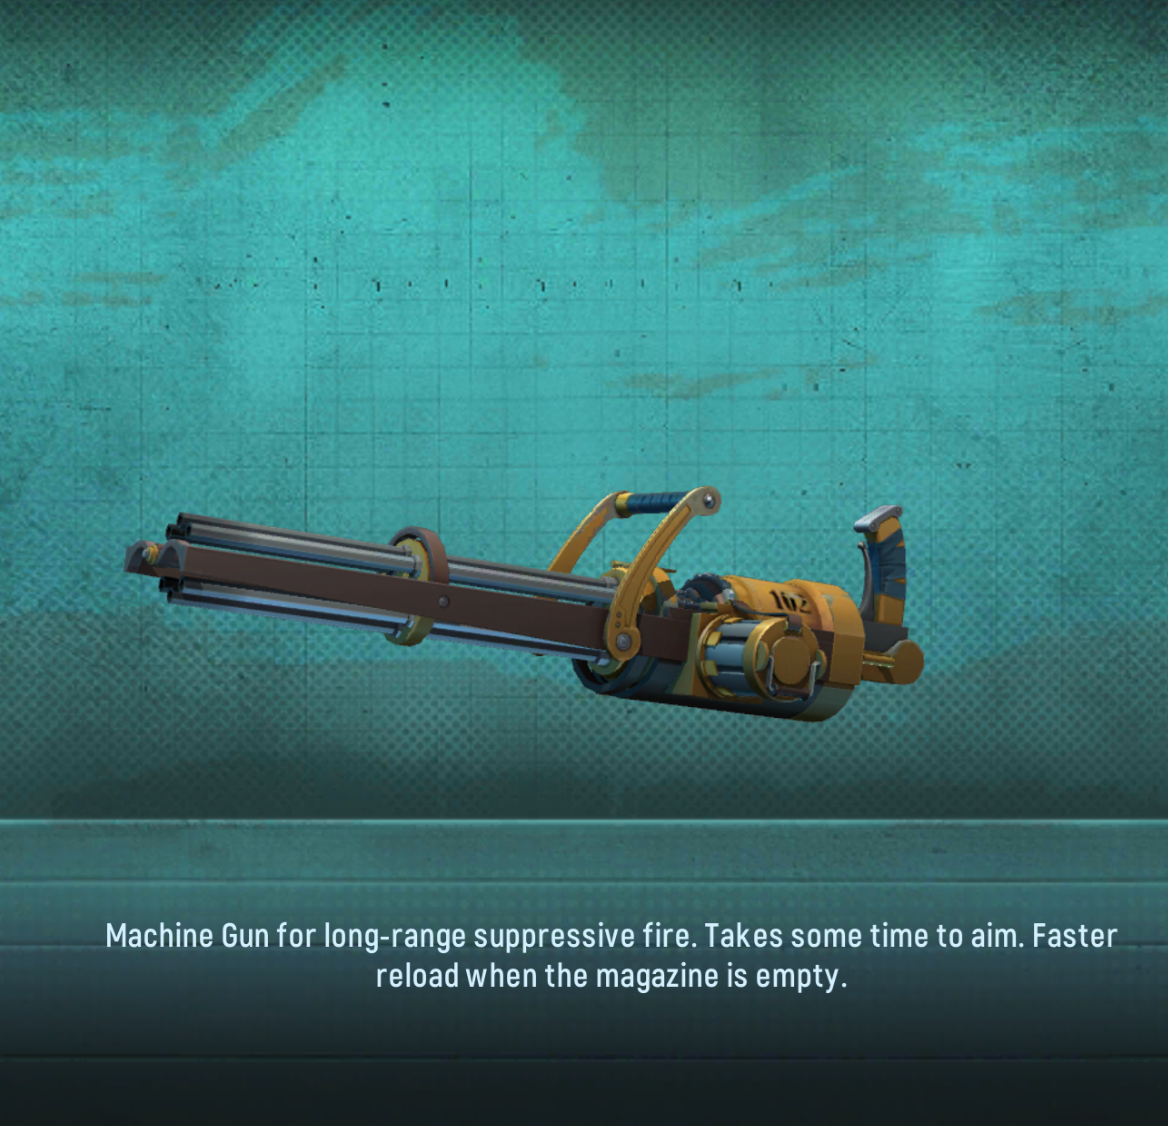 102
Machine Gun for long-range suppressive fire. Takes some time to aim. Faster
reload when the magazine is empty.